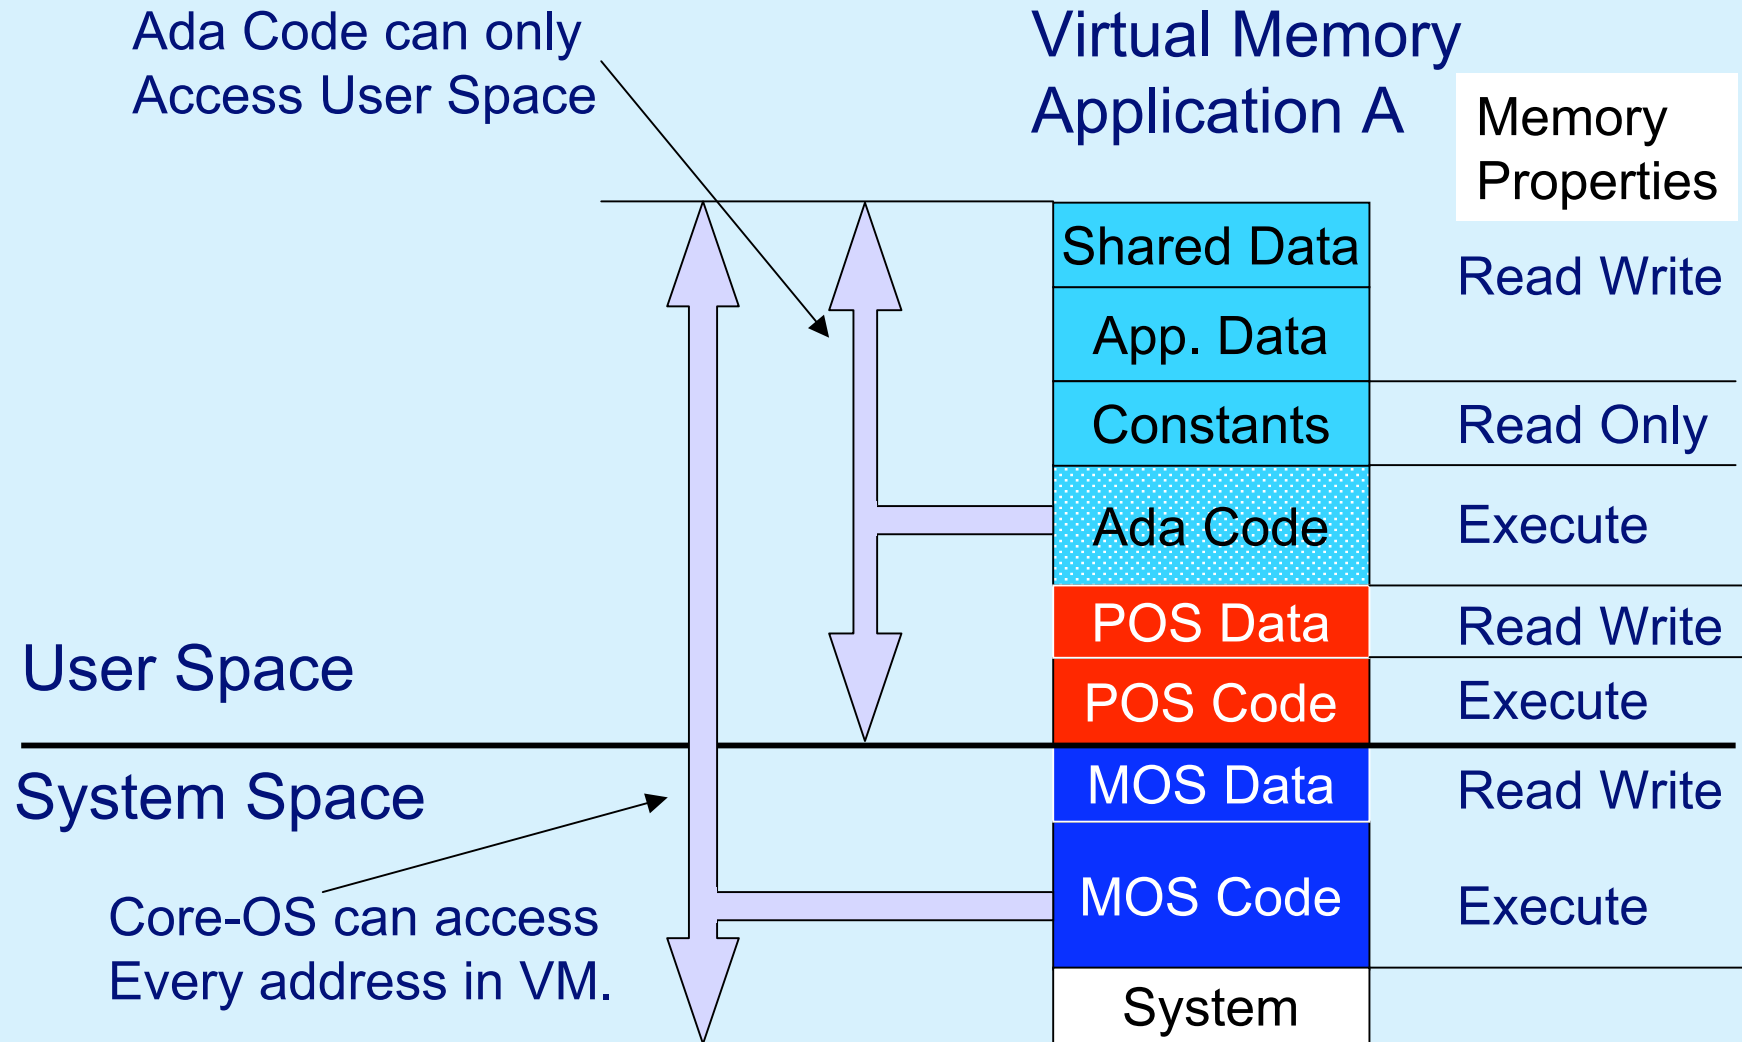 Ada Code can only
Access User Space
Virtual Memory
Application A
Memory
Properties
Shared Data
Read Write
App. Data
Constants
Read Only
Ada Code
Execute
POS Data
Read Write
User Space
POS Code
Execute
System Space
MOS Data
Read Write
MOS Code
Execute
Core-OS can access
Every address in VM.
System